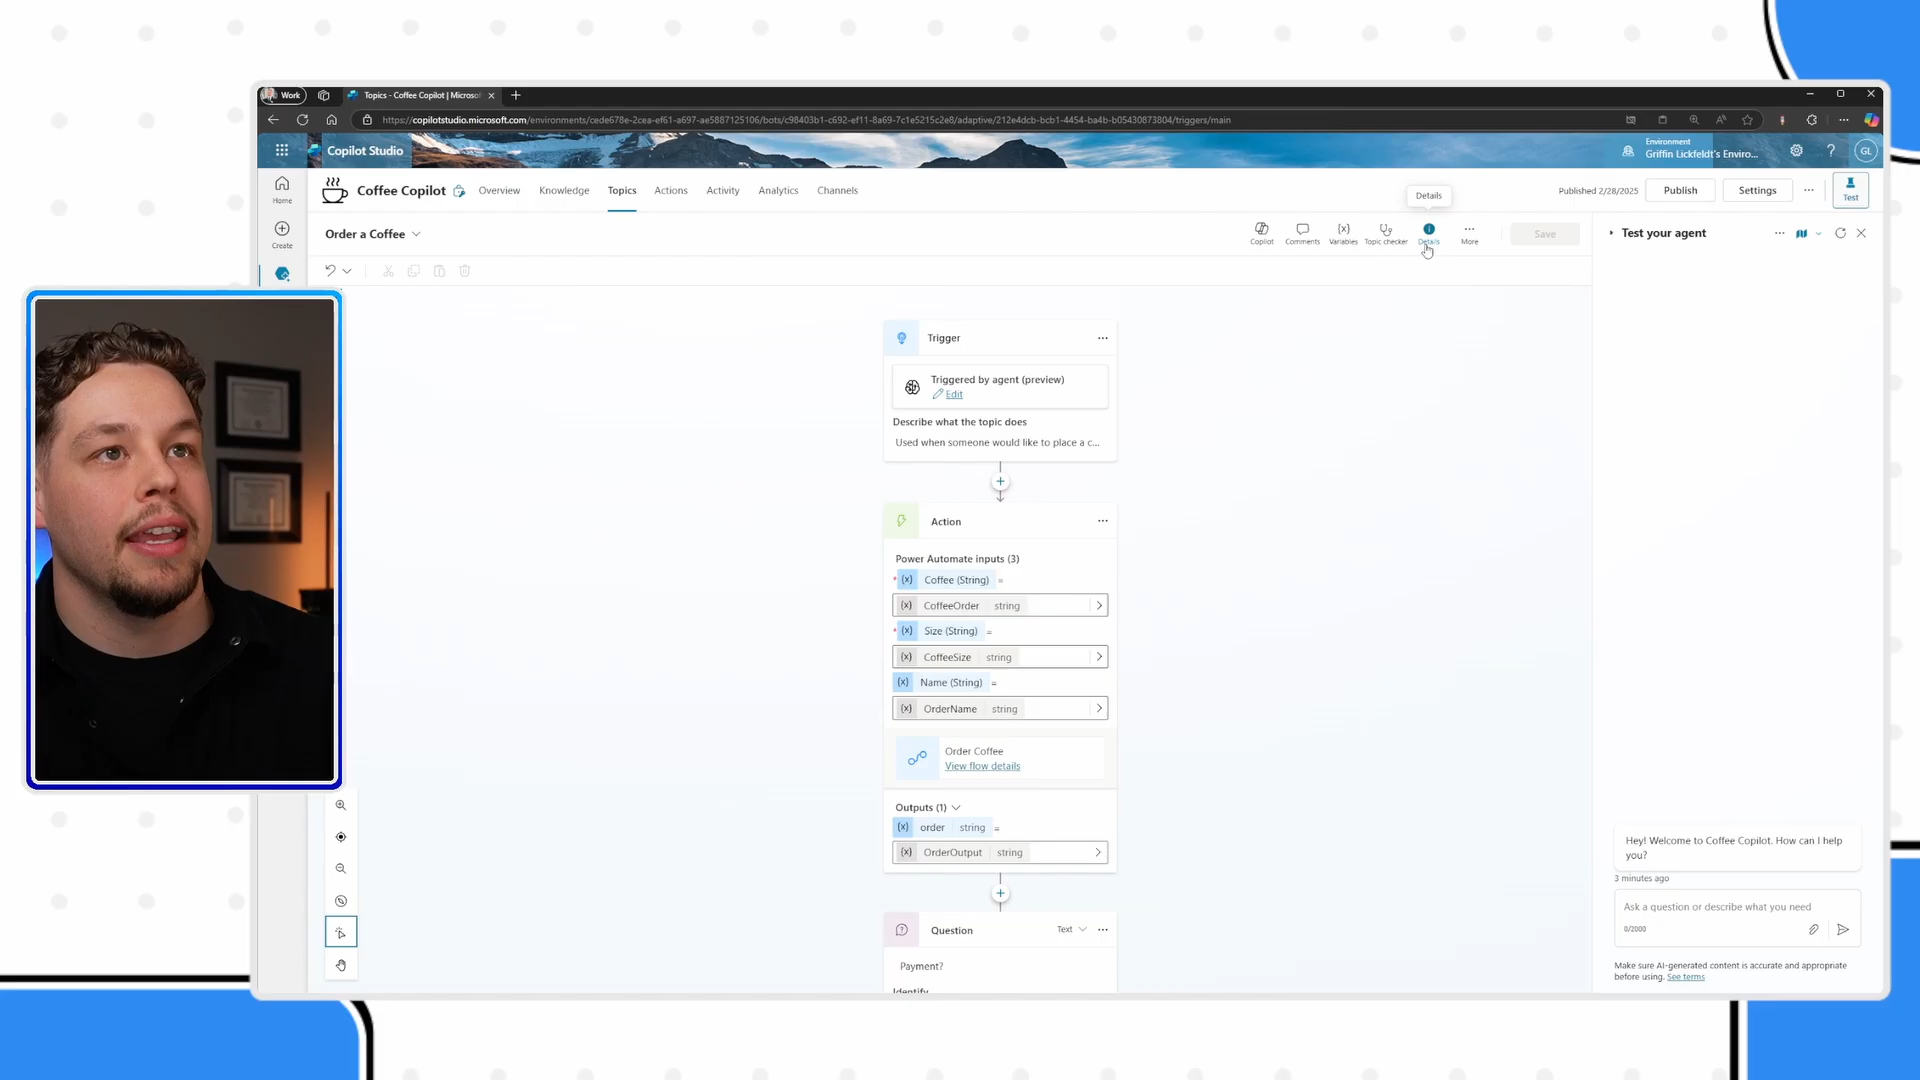 Work
Topics - Coffee Copilot | Microso
https://copilotstudio.microsoft.com/environments/cede678e-2cea-ef61-a697-ae5887125106/bots/c98403b1-c692-ef11-8a69-7c1e5215c2e8/adaptive/212e4dcb-bcb1-4454-ba4b-b05430873804/triggers/main
Copilot Studio
Environment
Griffin Lickfeldt's Enviro...
GL
Home
Create
Coffee Copilot
Overview
Knowledge
Topics
Actions
Activity
Analytics
Channels
Details
Published 2/28/2025
Publish
Settings
Test
Order a Coffee
Copilot
Comments
Variables
Topic checker
Details
More
Save
Test your agent
Trigger
Triggered by agent (preview)
Edit
Describe what the topic does
Used when someone would like to place a c...
Action
Power Automate inputs (3)
* {x} Coffee (String) =
{x} CoffeeOrder string
* {x} Size (String) =
{x} CoffeeSize string
{x} Name (String) =
{x} OrderName string
Order Coffee
View flow details
Outputs (1)
{x} order string =
{x} OrderOutput string
Question
Text
Payment?
Identify
Hey! Welcome to Coffee Copilot. How can I help
you?
3 minutes ago
Ask a question or describe what you need
0/2000
Make sure AI-generated content is accurate and appropriate
before using. See terms